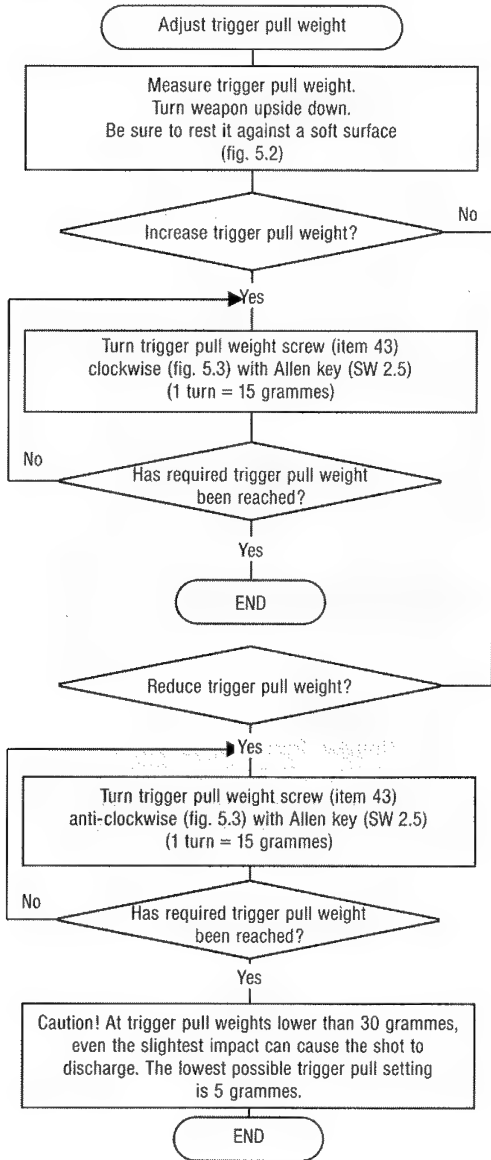 Adjust trigger pull weight
Measure trigger pull weight.
Turn weapon upside down.
Be sure to rest it against a soft surface
(fig. 5.2)
No
Increase trigger pull weight?
Yes
Turn trigger pull weight screw (item 43)
clockwise (fig. 5.3) with Allen key (SW 2.5)
(1 turn = 15 grammes)
No
Has required trigger pull weight
been reached?
Yes
END
Reduce trigger pull weight?
Yes
Turn trigger pull weight screw (item 43)
anti-clockwise (fig. 5.3) with Allen key (SW 2.5)
(1 turn = 15 grammes)
No
Has required trigger pull weight
been reached?
Yes
Caution! At trigger pull weights lower than 30 grammes,
even the slightest impact can cause the shot to
discharge. The lowest possible trigger pull setting
is 5 grammes.
END